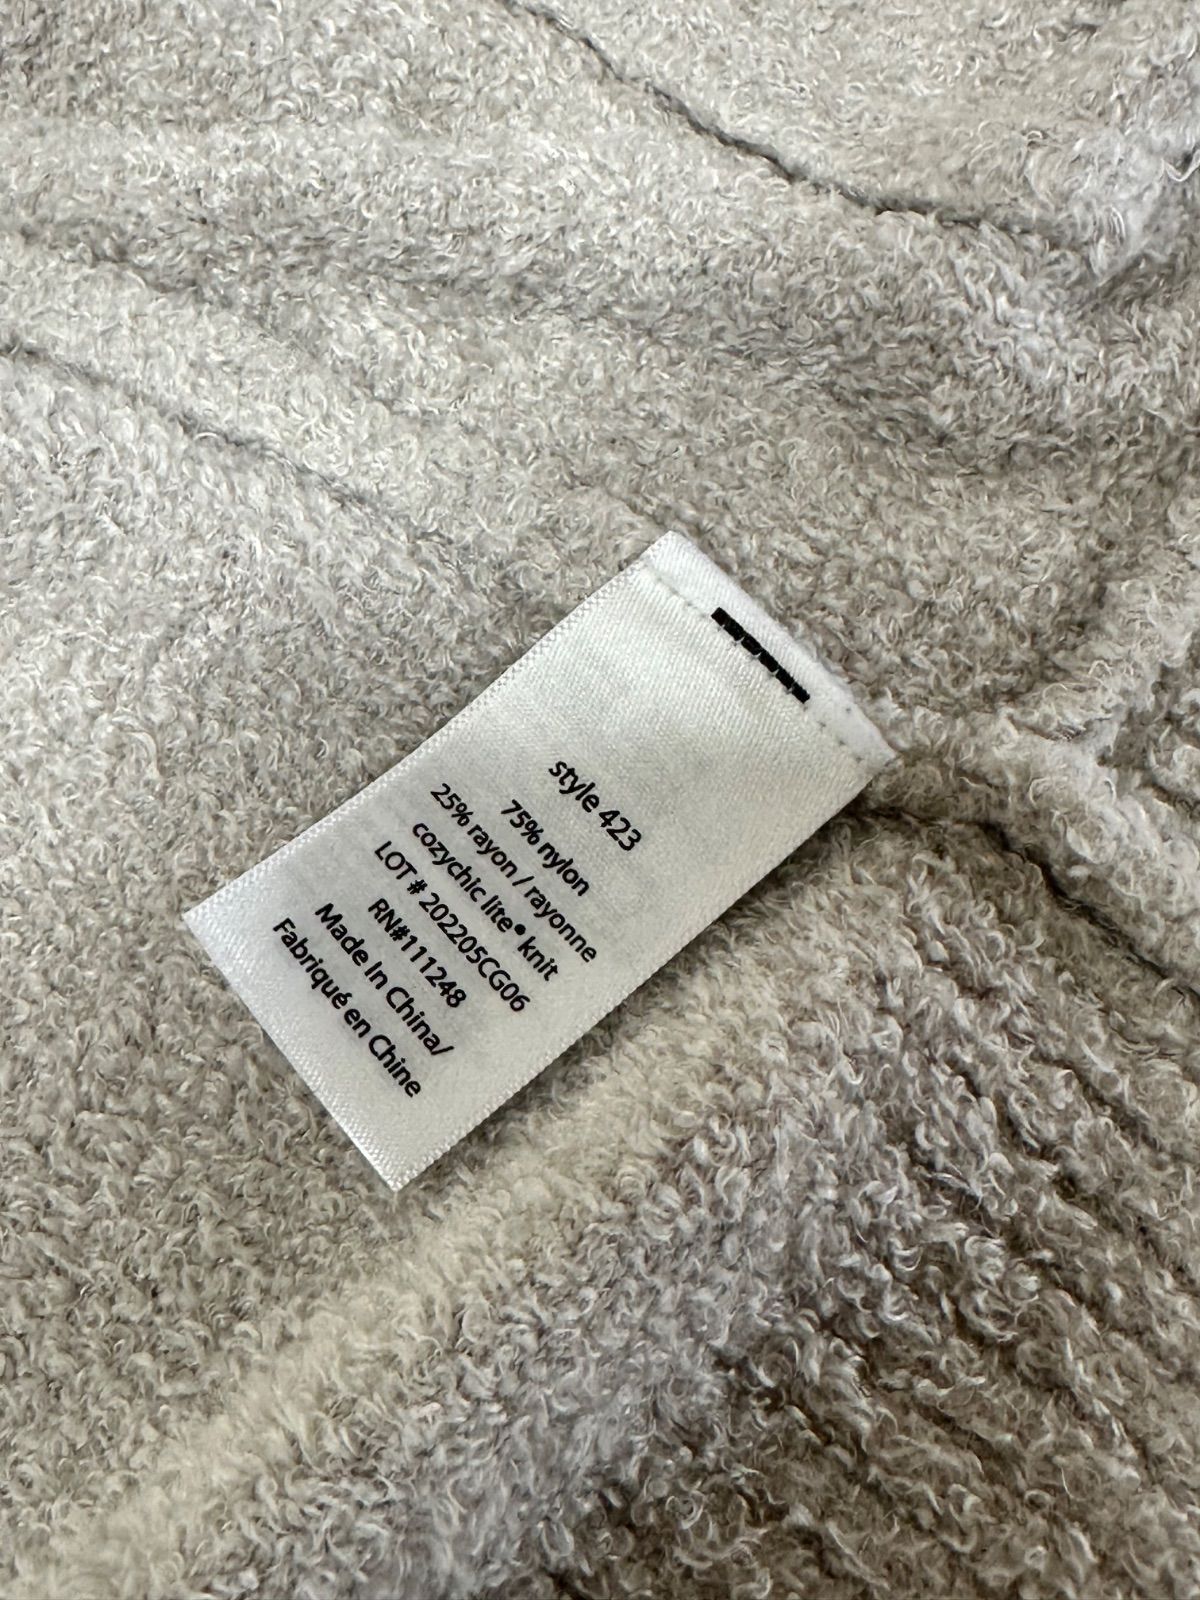 style 423
75% nylon
25% rayon / rayonne
cozychic lite® knit
LOT # 202205CG06
RN#111248
Made In China/
Fabriqué en Chine